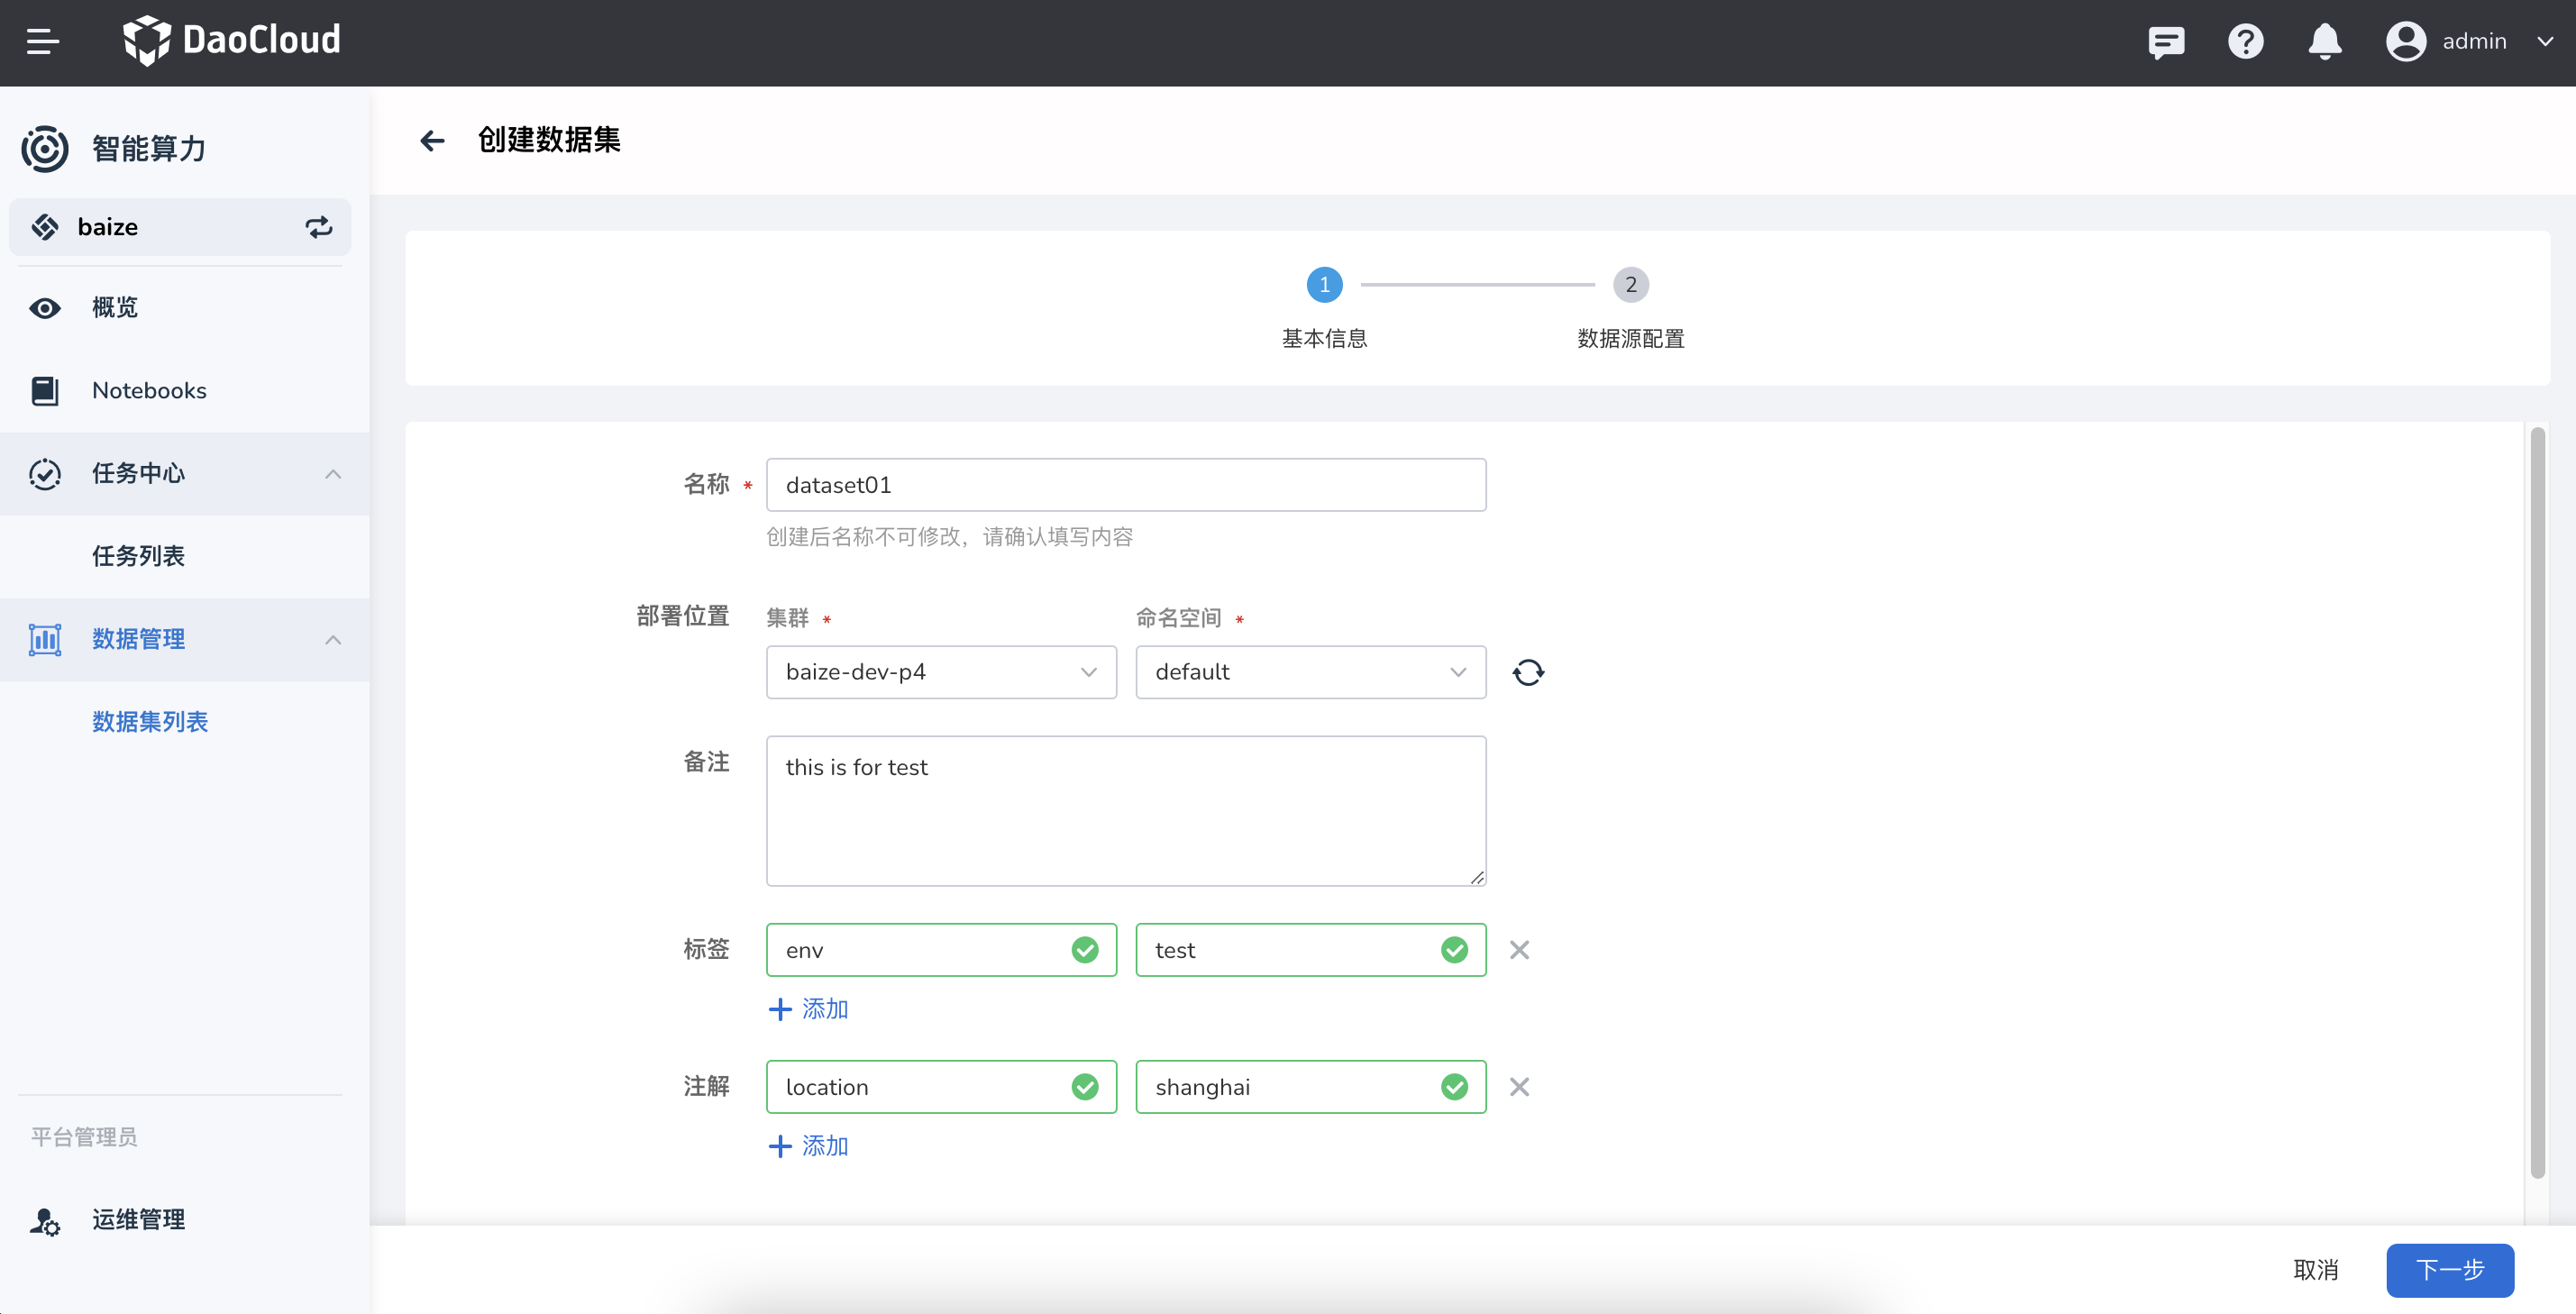 DaoCloud
admin
智能算力
baize
概览
Notebooks
任务中心
任务列表
数据管理
数据集列表
平台管理员
运维管理
创建数据集
1
2
基本信息
数据源配置
名称 *
dataset01
创建后名称不可修改，请确认填写内容
部署位置
集群 *
命名空间 *
baize-dev-p4
default
备注
this is for test
标签
env
test
添加
注解
location
shanghai
添加
取消
下一步